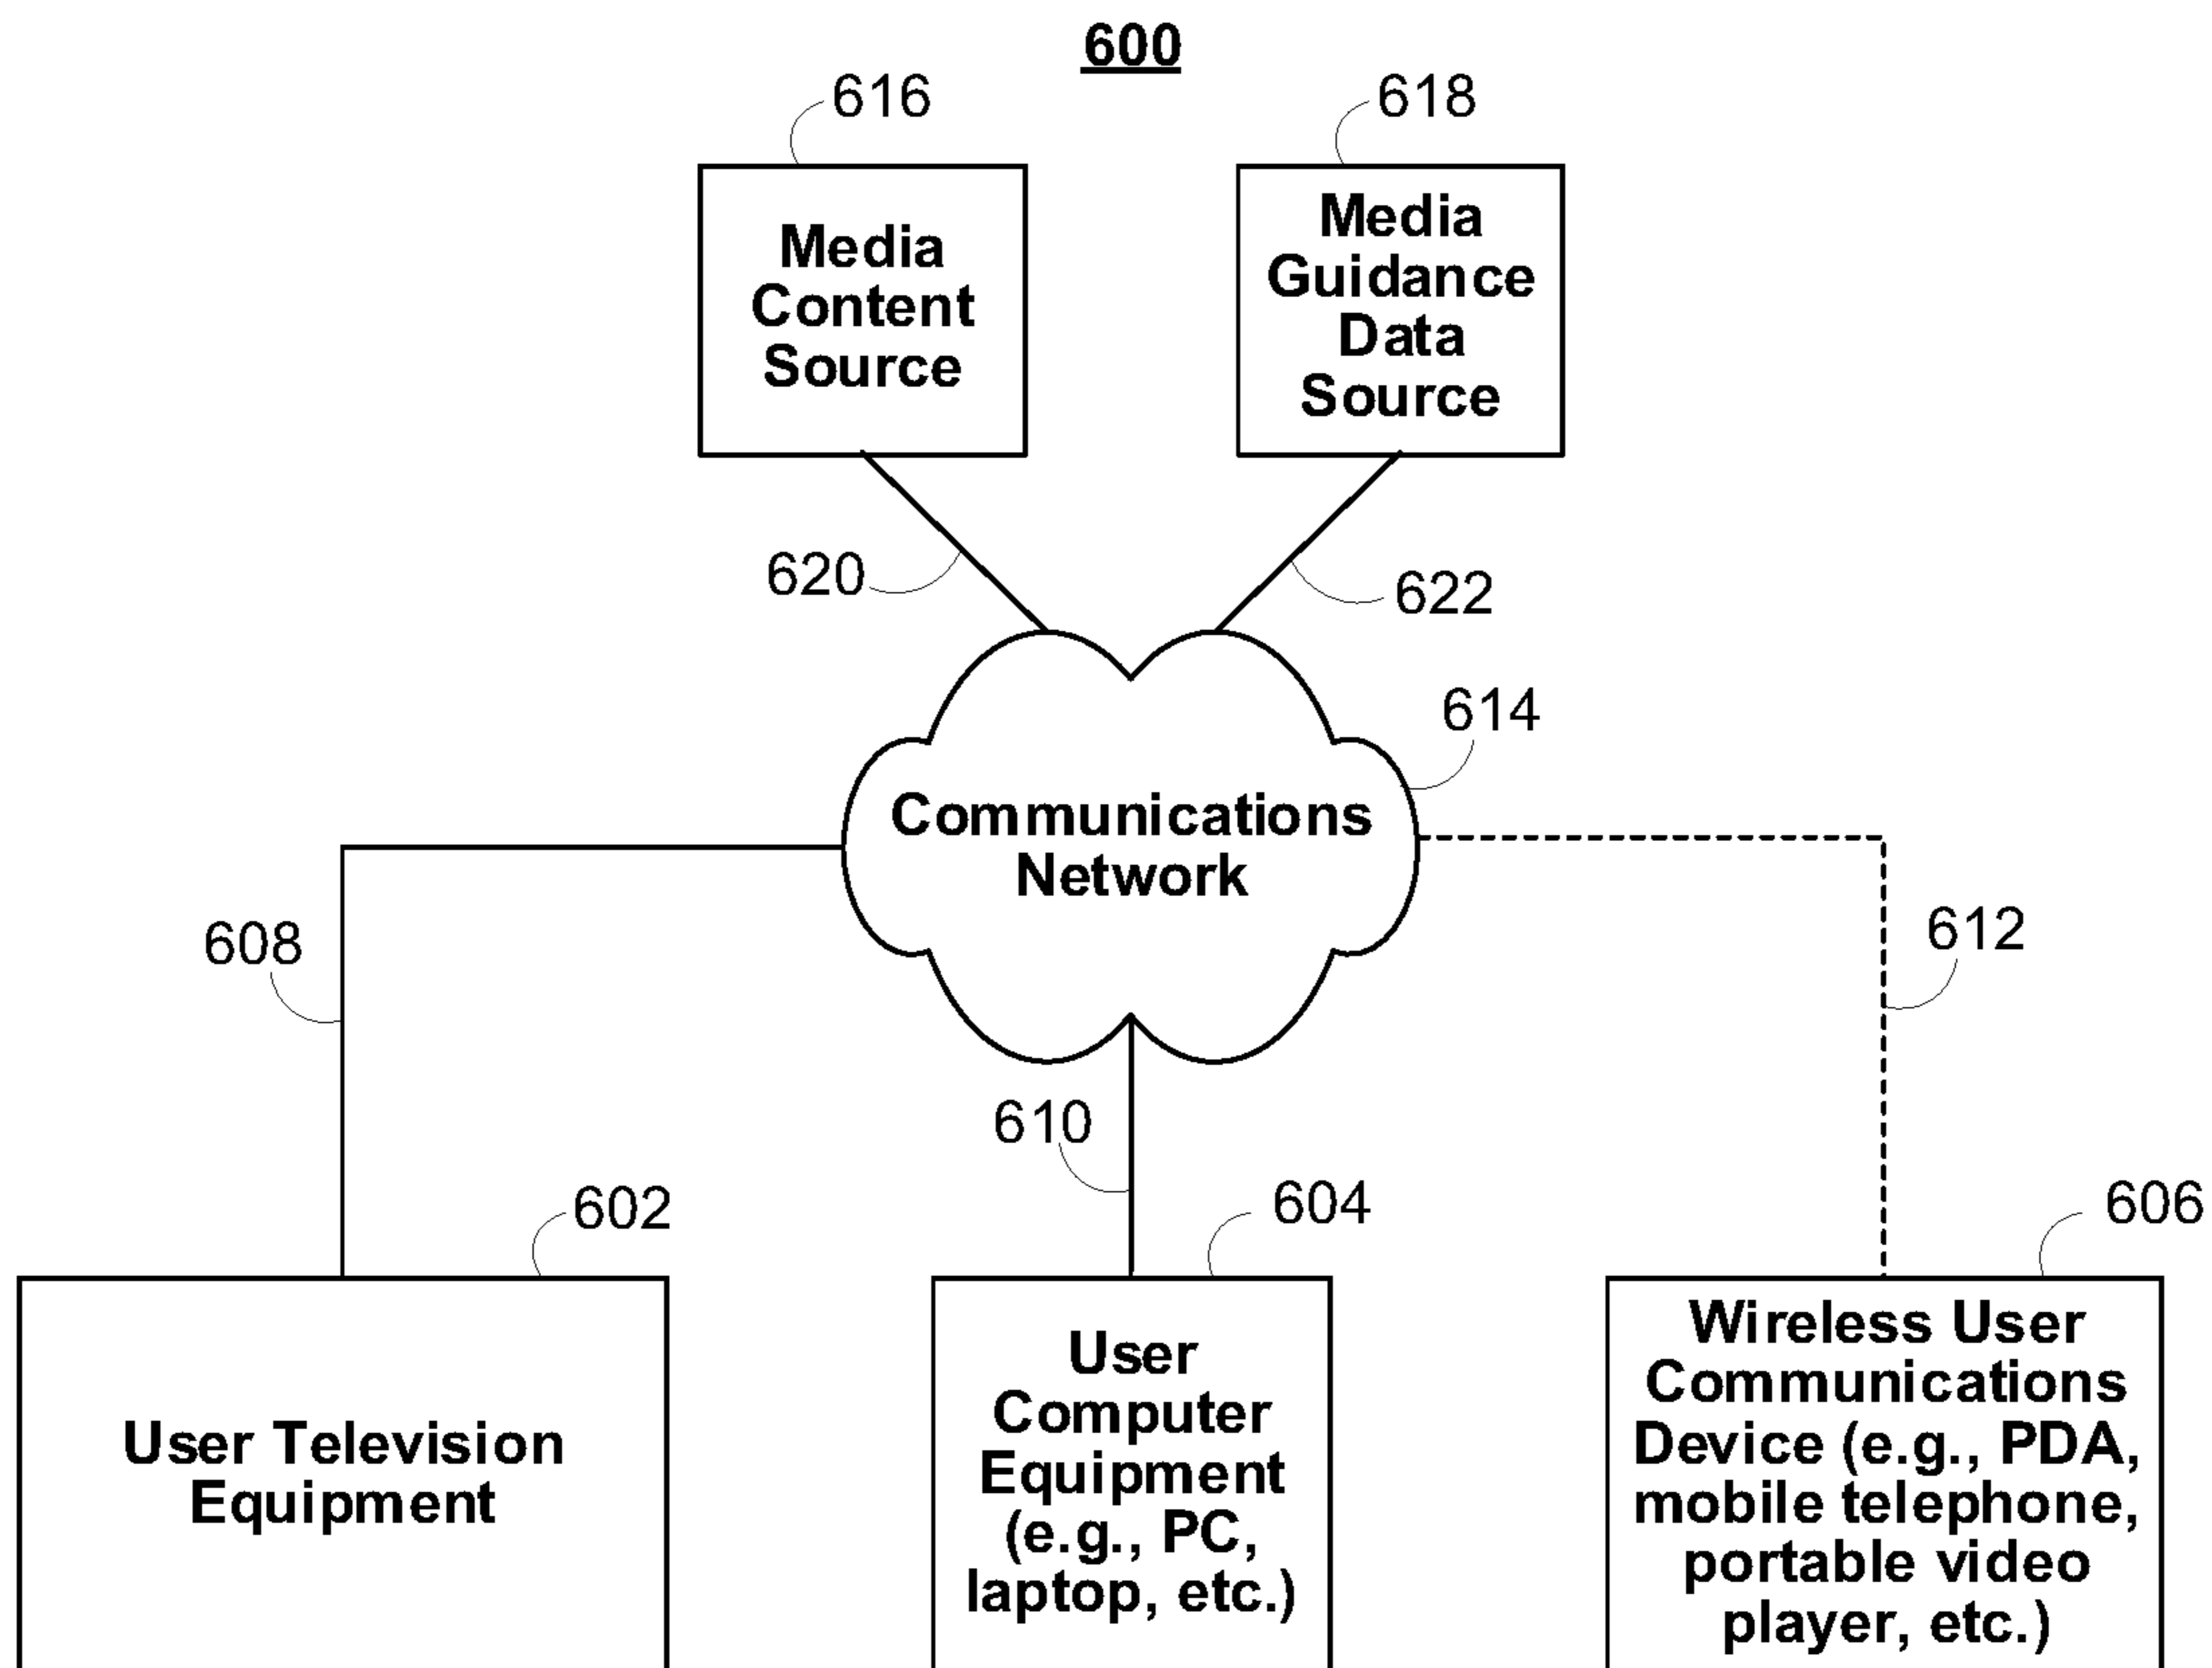 600
616
618
Media
Content
Source
Media
Guidance
Data
Source
620
622
614
Communications
Network
608
612
610
602
604
606
User Television
Equipment
User
Computer
Equipment
(e.g., PC,
laptop, etc.)
Wireless User
Communications
Device (e.g., PDA,
mobile telephone,
portable video
player, etc.)